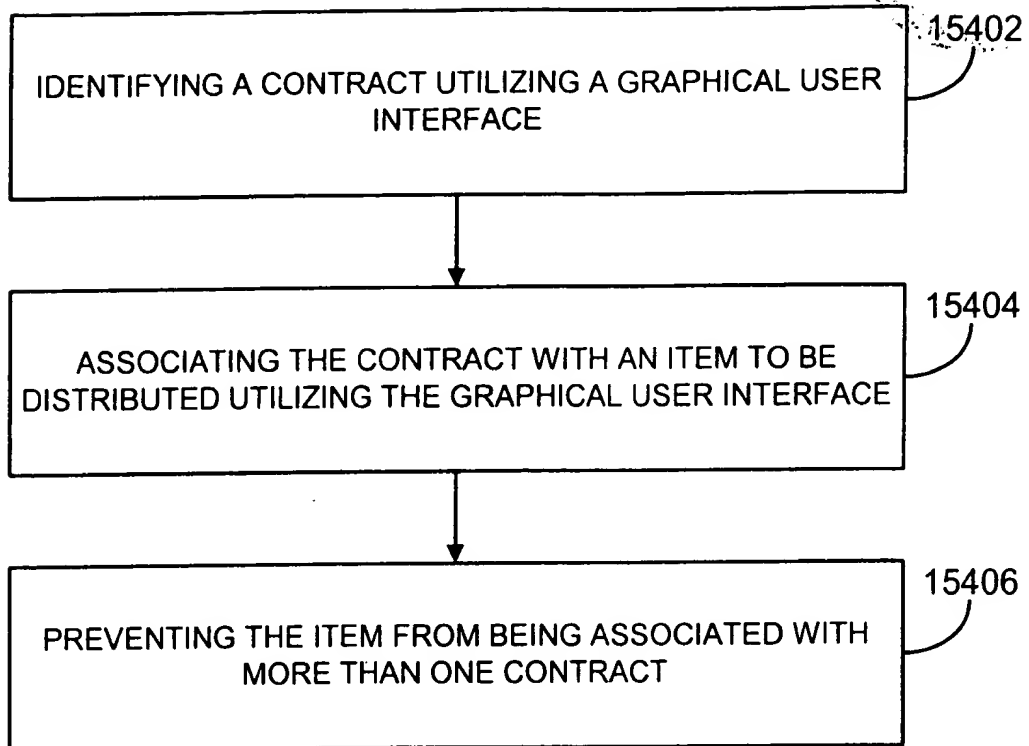 15402
IDENTIFYING A CONTRACT UTILIZING A GRAPHICAL USER
INTERFACE
15404
ASSOCIATING THE CONTRACT WITH AN ITEM TO BE
DISTRIBUTED UTILIZING THE GRAPHICAL USER INTERFACE
15406
PREVENTING THE ITEM FROM BEING ASSOCIATED WITH
MORE THAN ONE CONTRACT